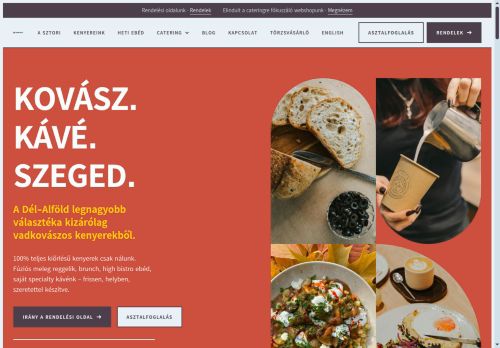 Rendelési oldalunk - Rendelek Elindult a cateringre fókuszáló webshopunk - Megnézem
A SZTORI KENYEREINK HETI EBÉD CATERING BLOG KAPCSOLAT TÖRZSVÁSÁRLÓ ENGLISH ASZTALFOGLALÁS RENDELEK →
KOVÁSZ.
KÁVÉ.
SZEGED.
A Dél-Alföld legnagyobb
választéka kizárólag
vadkovászos kenyerekből.
100% teljes kiőrlésű kenyerek csak nálunk.
Fúziós meleg reggelik, brunch, high bistro ebéd,
saját specialty kávénk – frissen, helyben,
szeretettel készítve.
IRÁNY A RENDELÉSI OLDAL → ASZTALFOGLALÁS